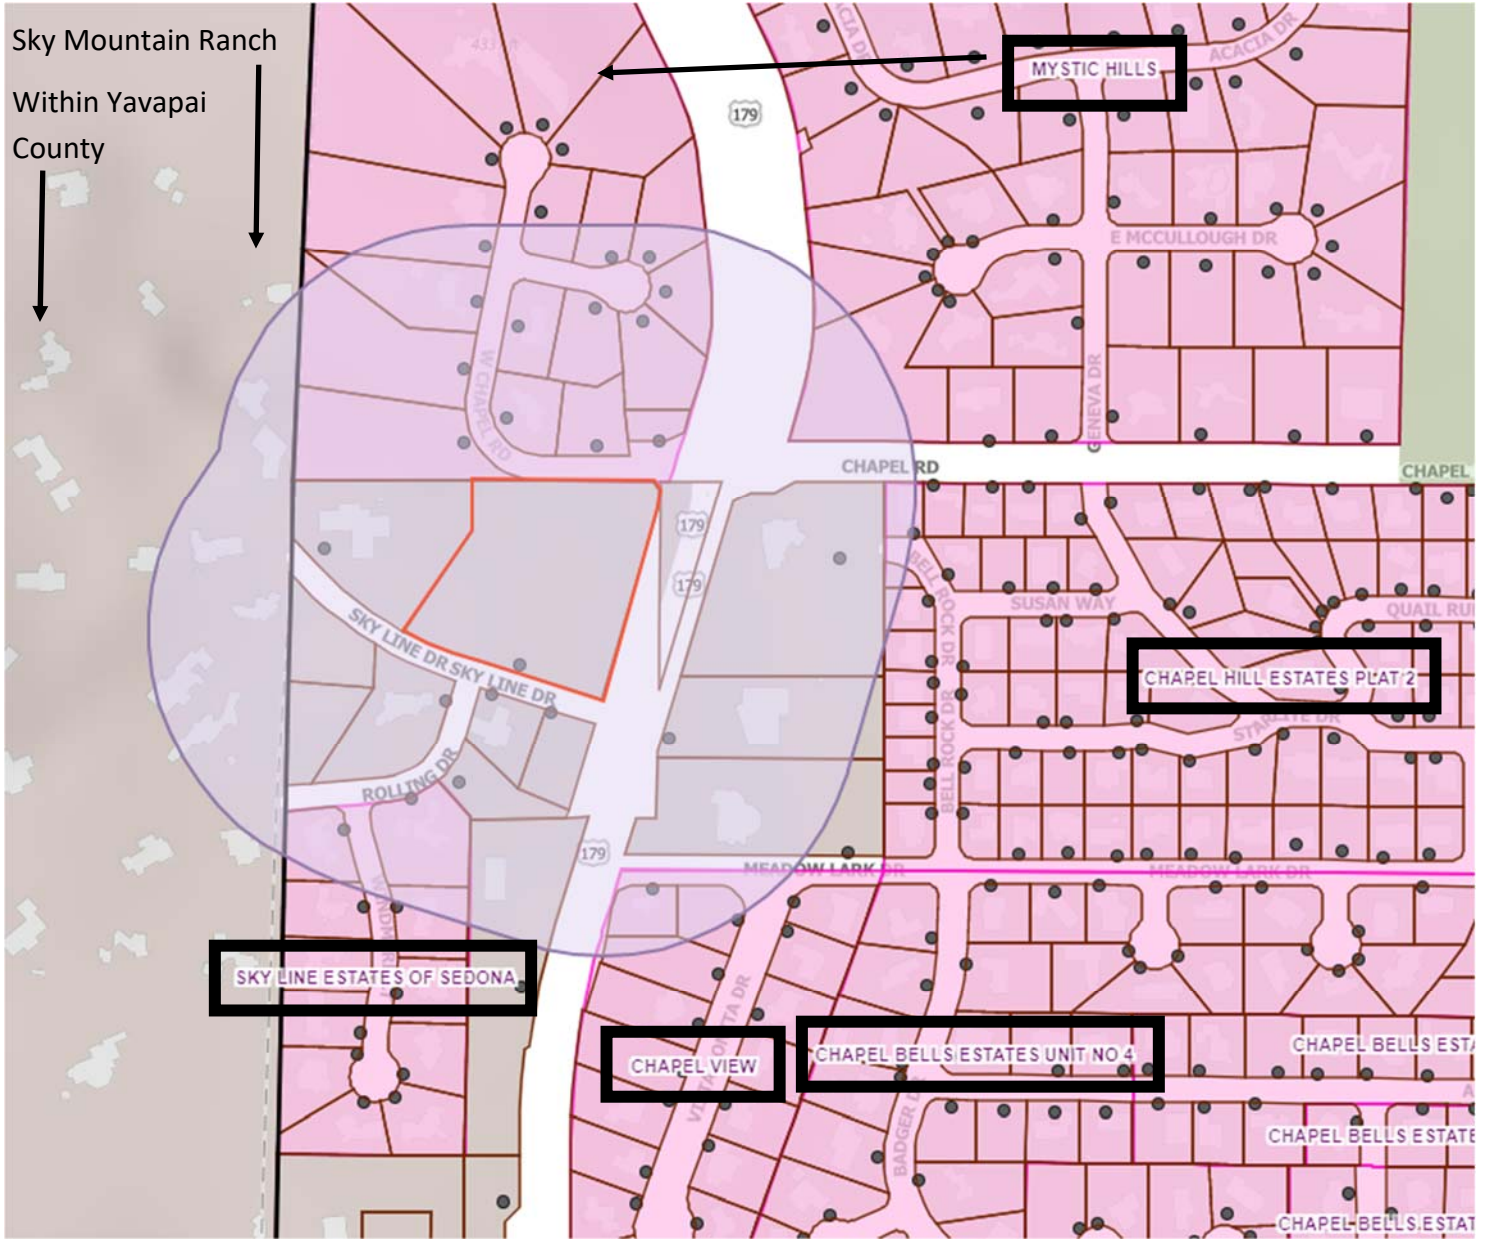 Sky Mountain Ranch
Within Yavapai
County
ACACIA DR
MYSTIC HILLS
179
E MCCULLOUGH DR
W CHAPEL RD
GENEVA DR
CHAPEL RD
CHAPEL
179
179
BELL ROCK DR
SUSAN WAY
QUAIL RU
SKY LINE DR
SKY LINE DR
CHAPEL HILL ESTATES PLAT 2
STARLITE DR
BELL ROCK DR
ROLLING DR
179
MEADOW LARK DR
MEADOW LARK DR
SKY LINE ESTATES OF SEDONA
CHAPEL VIEW
CHAPEL BELLS ESTATES UNIT NO 4
CHAPEL BELLS ESTA
BADGER D
CHAPEL BELLS ESTATE
CHAPEL BELLS ESTAT